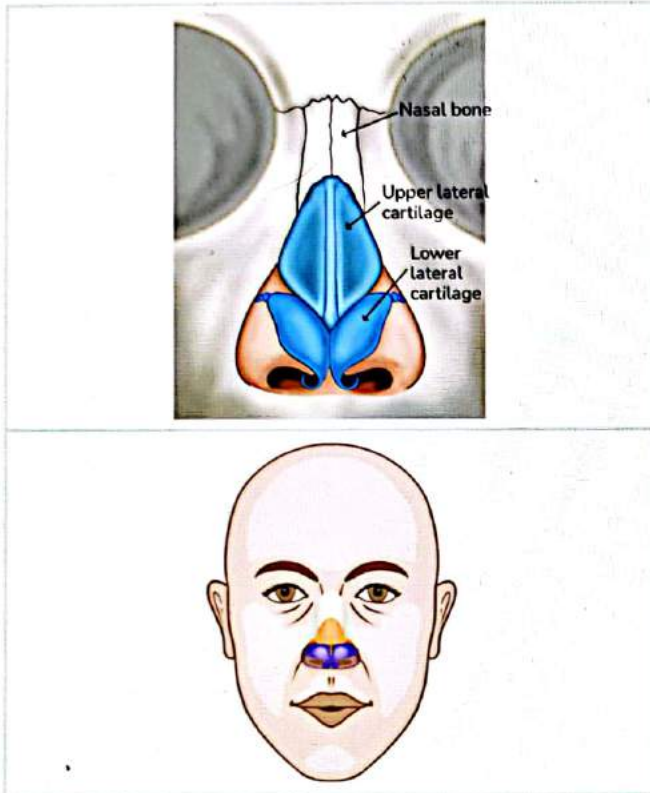 Nasal bone
Upper lateral
cartilage
Lower
lateral
cartilage